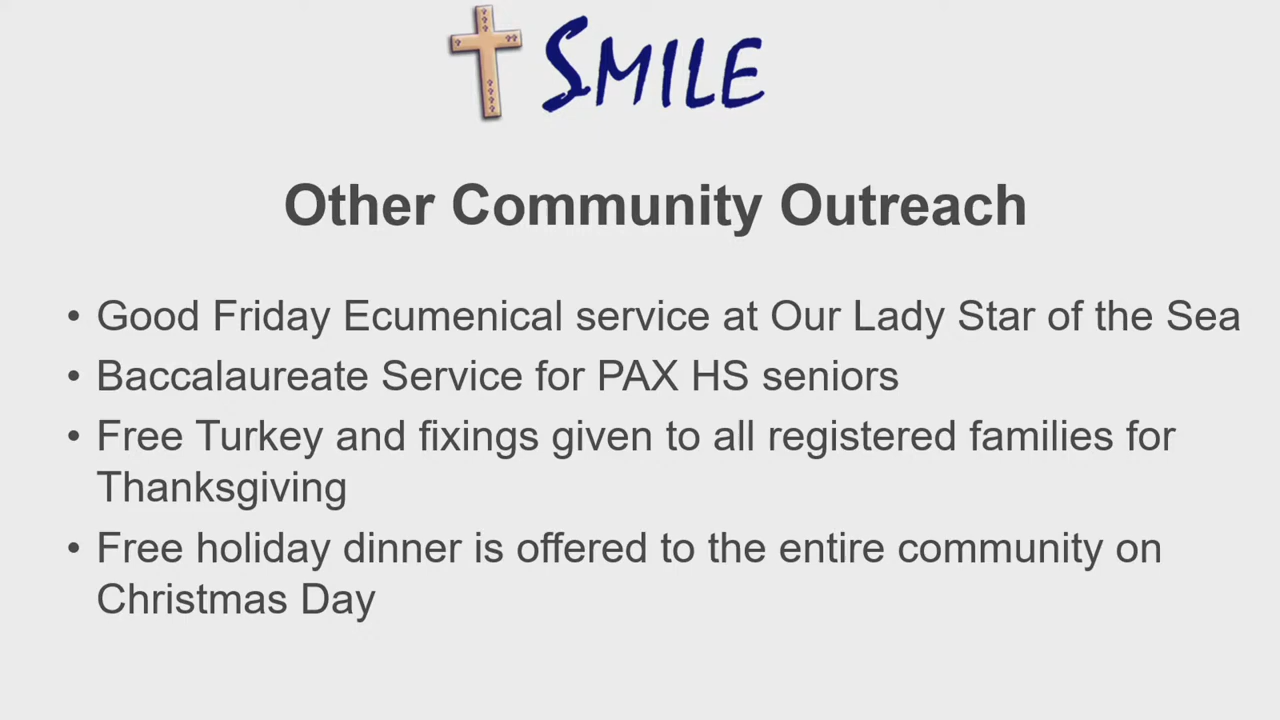 SMILE
Other Community Outreach
• Good Friday Ecumenical service at Our Lady Star of the Sea
• Baccalaureate Service for PAX HS seniors
• Free Turkey and fixings given to all registered families for
Thanksgiving
• Free holiday dinner is offered to the entire community on
Christmas Day